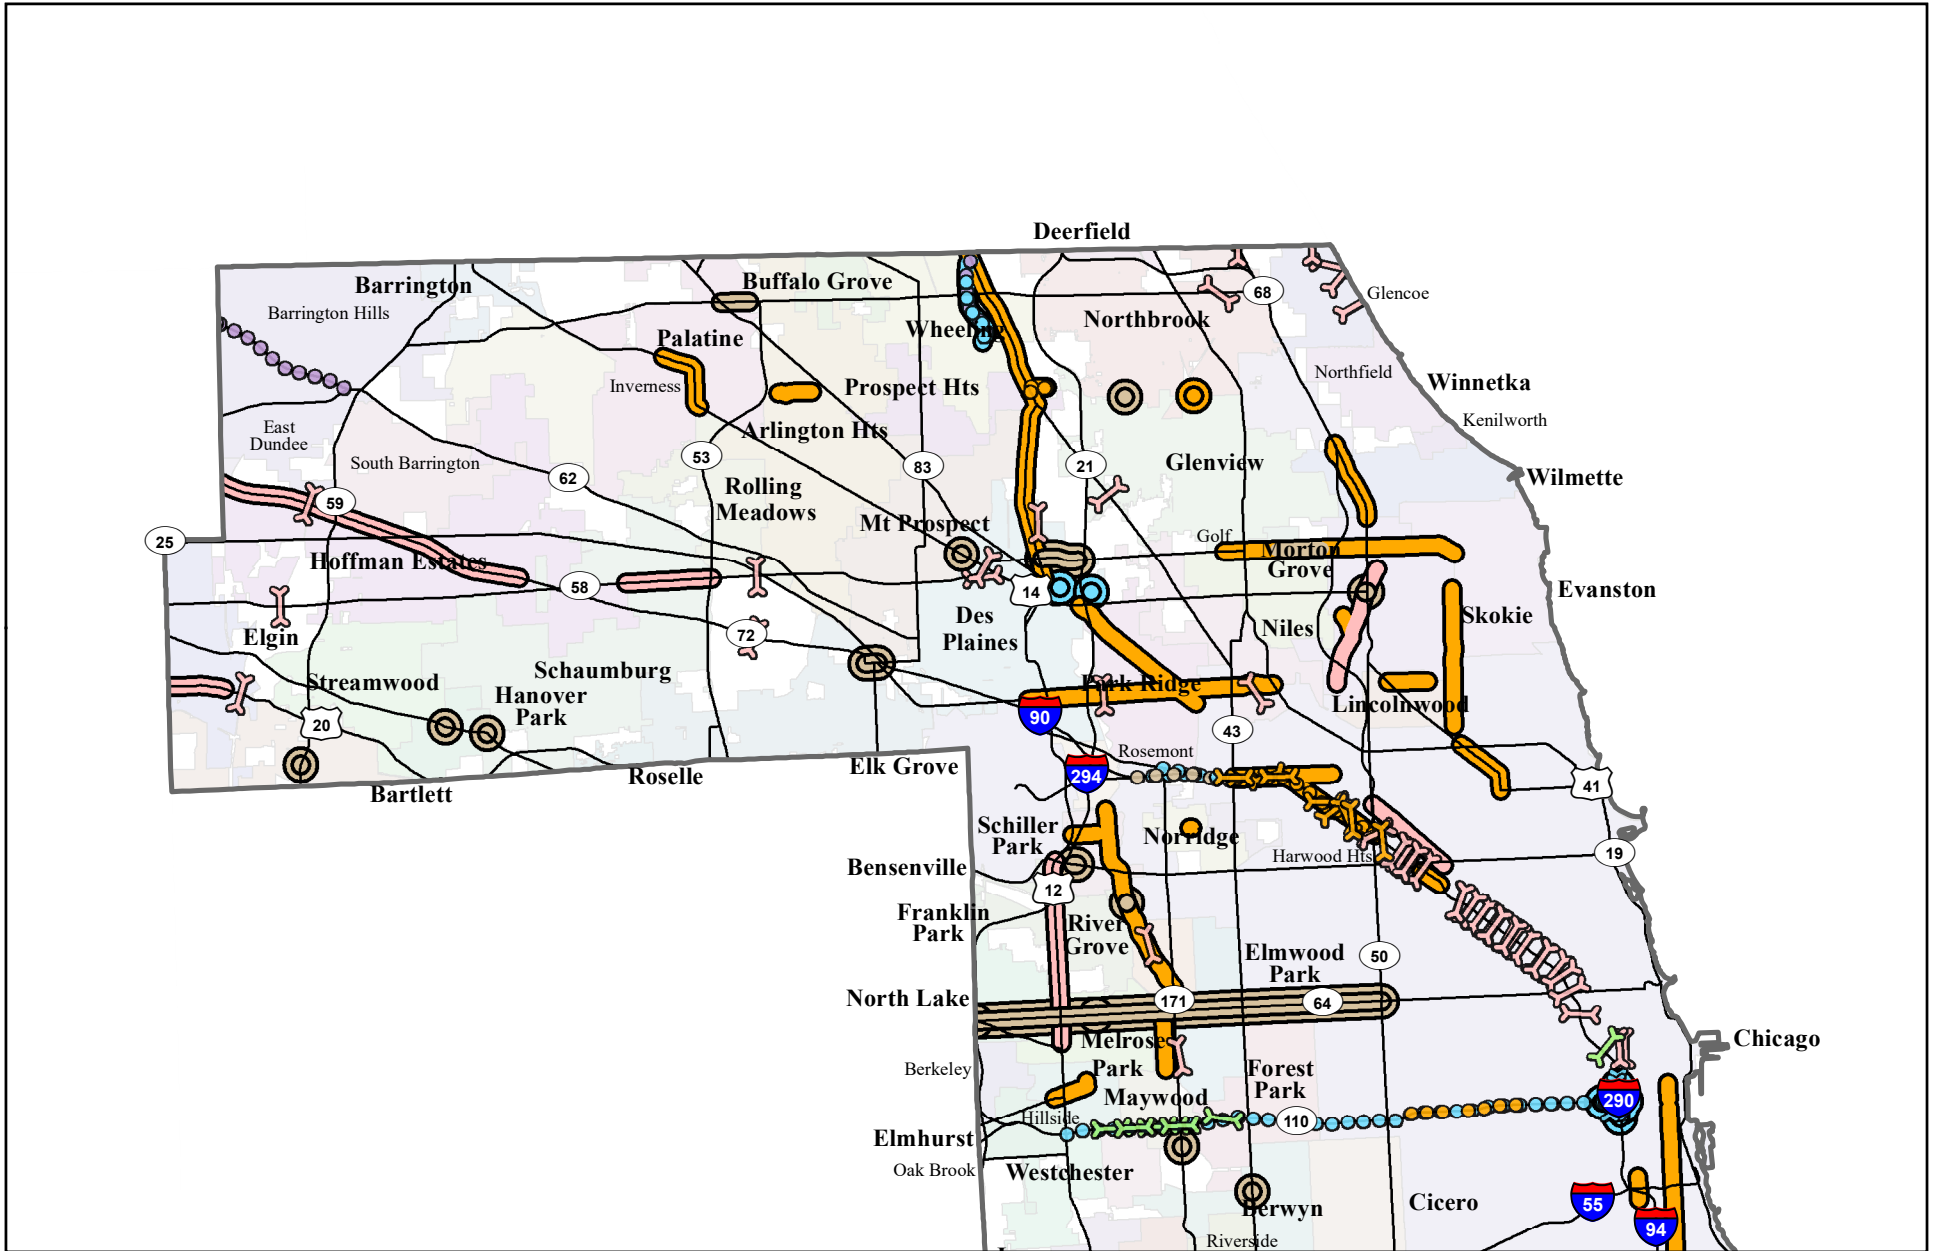 Deerfield
Barrington
Buffalo Grove
68
Glencoe
Barrington Hills
Wheeling
Northbrook
Palatine
Northfield
Winnetka
Inverness
Prospect Hts
Kenilworth
East
Dundee
Arlington Hts
South Barrington
53
83
21
Glenview
62
Wilmette
Rolling
Meadows
59
Mt Prospect
25
Golf
Morton
Grove
Hoffman Estates
58
14
Evanston
Elgin
72
Des
Plaines
Niles
Skokie
Schaumburg
Streamwood
Hanover
Park
Park Ridge
Lincolnwood
20
90
43
Rosemont
Elk Grove
Roselle
294
Bartlett
41
Schiller
Park
Norridge
Harwood Hts
19
Bensenville
12
Franklin
Park
River
Grove
Elmwood
Park
50
North Lake
171
64
Melrose
Park
Chicago
Berkeley
Forest
Park
Maywood
290
Hillside
110
Elmhurst
Oak Brook
Westchester
Berwyn
Cicero
55
94
Riverside